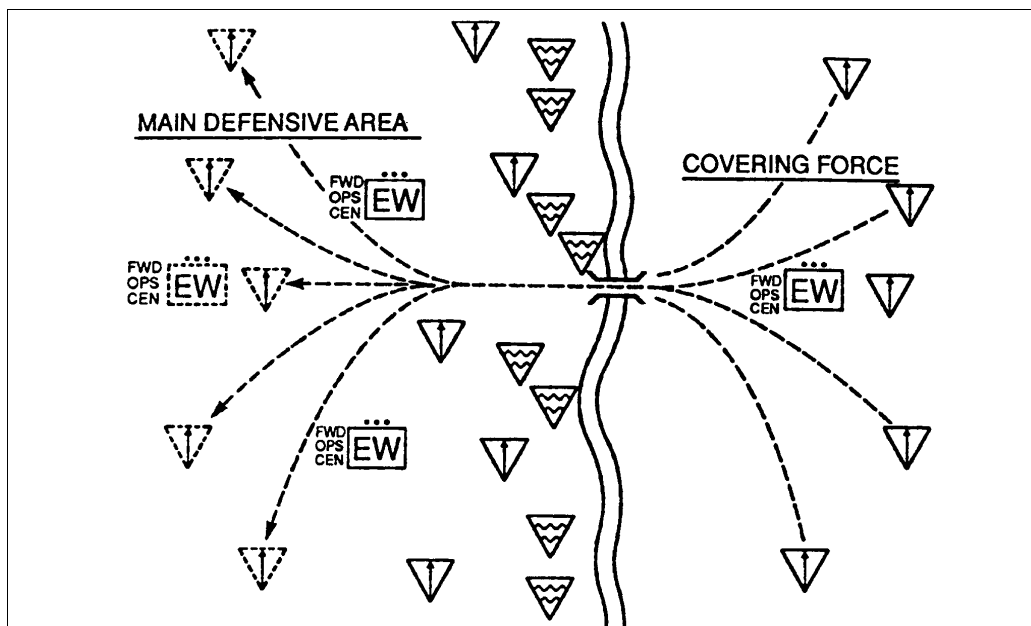 MAIN DEFENSIVE AREA
COVERING FORCE
FWD
OPS
CEN
EW
FWD
OPS
CEN
EW
FWD
OPS
CEN
EW
FWD
OPS
CEN
EW